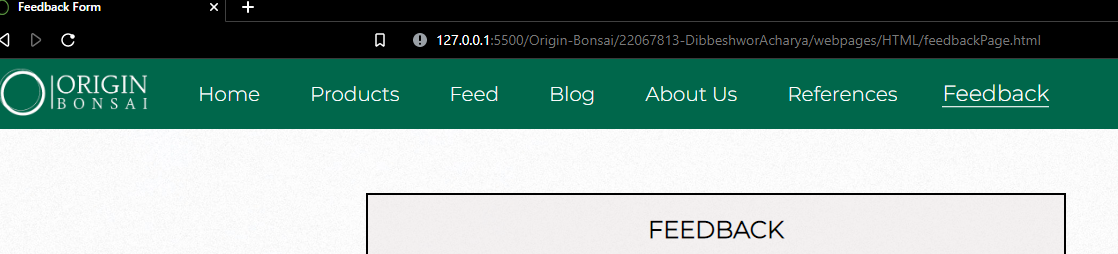 Feedback Form
127.0.0.1:5500/Origin-Bonsai/22067813-DibbeshworAcharya/webpages/HTML/feedbackPage.html
ORIGIN
BONSAI
Home Products Feed Blog About Us References Feedback
FEEDBACK